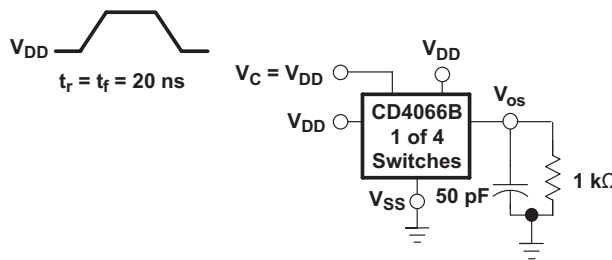 V_DD
t_r = t_f = 20 ns
V_C = V_DD
V_DD
V_DD
CD4066B
1 of 4
Switches
V_os
V_SS
50 pF
1 kΩ